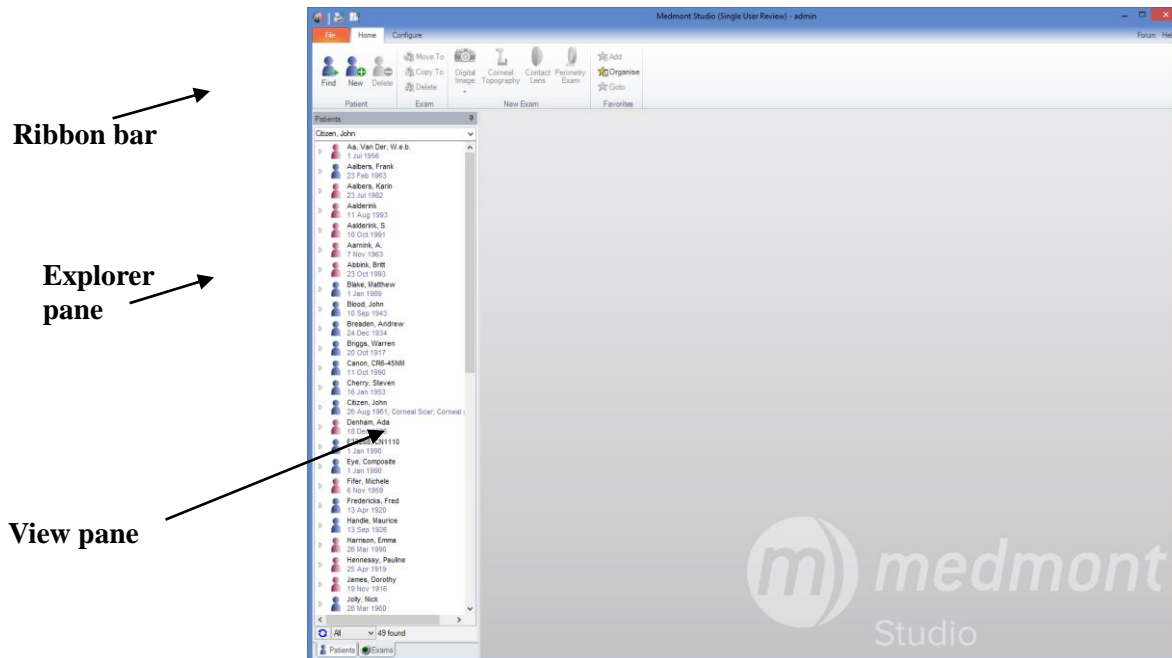 Medmont Studio (Single User Review) - admin
File Home Configure Forum Hel
Find New Delete
Move To
Copy To
Delete
Digital Image
Corneal Topography
Contact Lens
Perimetry Exam
Add
Organise
Goto
Patient Exam New Exam Favorites
Ribbon bar
Explorer
pane
View pane
Patients
Citizen, John
Aa, Van Der, W.e.b.
1 Jul 1956
Aalbers, Frank
23 Feb 1963
Aalbers, Karin
23 Jul 1982
Aalderink
11 Aug 1993
Aalderink, S.
10 Oct 1991
Aarnink, A.
7 Nov 1963
Abbink, Britt
23 Oct 1993
Blake, Matthew
1 Jan 1989
Blood, John
10 Sep 1943
Breaden, Andrew
24 Dec 1934
Briggs, Warren
20 Oct 1917
Canon, CR6-45NM
11 Oct 1990
Cherry, Steven
16 Jan 1953
Citizen, John
26 Aug 1961, Corneal Scar, Corneal
Denham, Ada
18 De
CN1110
1 Jan 1990
Eye, Composite
1 Jan 1990
Fifer, Michele
6 Nov 1959
Fredericks, Fred
13 Apr 1920
Handle, Maurice
13 Sep 1926
Harrison, Emma
26 Mar 1990
Hennessy, Pauline
25 Apr 1919
James, Dorothy
19 Nov 1916
Jolly, Nick
26 Mar 1960
All 49 found
Patients Exams
m medmont
Studio